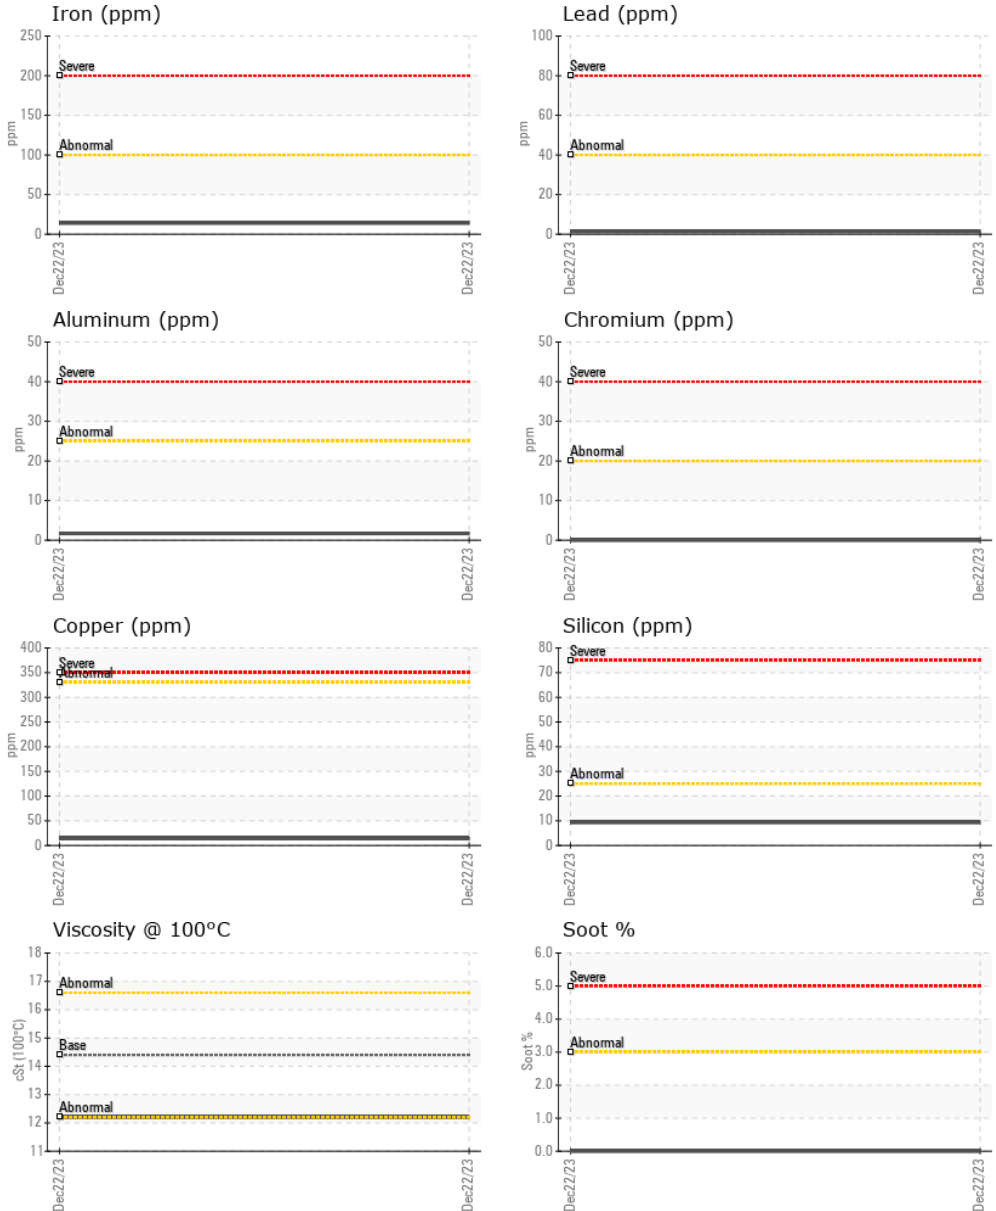 Iron (ppm)
250
200
150
100
50
0
ppm
Severe
Abnormal
Dec22/23
Dec22/23
Lead (ppm)
100
80
60
40
20
0
ppm
Severe
Abnormal
Dec22/23
Dec22/23
Aluminum (ppm)
50
40
30
20
10
0
ppm
Severe
Abnormal
Dec22/23
Dec22/23
Chromium (ppm)
50
40
30
20
10
0
ppm
Severe
Abnormal
Dec22/23
Dec22/23
Copper (ppm)
400
350
300
250
200
150
100
50
0
ppm
Severe
Abnormal
Dec22/23
Dec22/23
Silicon (ppm)
80
70
60
50
40
30
20
10
0
ppm
Severe
Abnormal
Dec22/23
Dec22/23
Viscosity @ 100°C
18
17
16
15
14
13
12
11
cSt (100°C)
Abnormal
Base
Abnormal
Dec22/23
Dec22/23
Soot %
6.0
5.0
4.0
3.0
2.0
1.0
0.0
Soot %
Severe
Abnormal
Dec22/23
Dec22/23